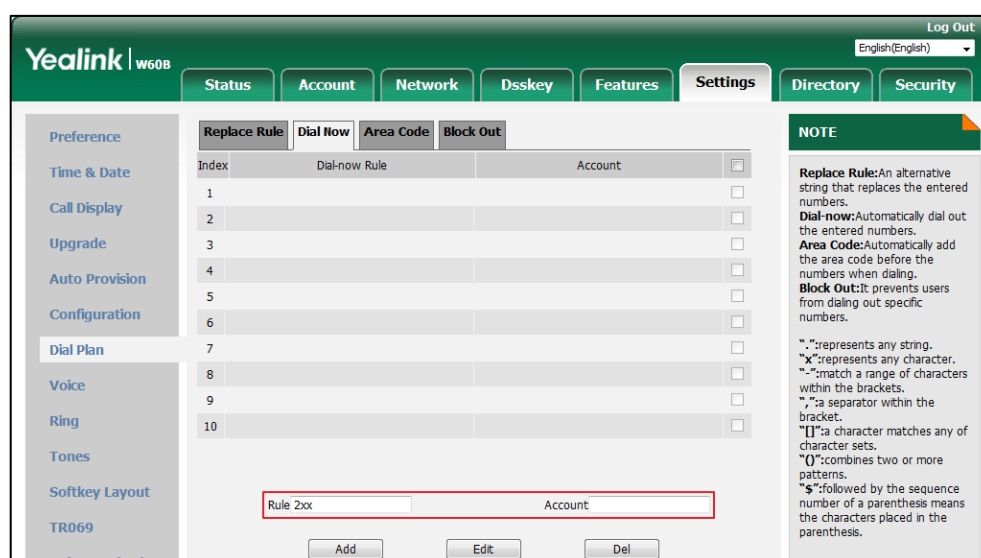 Log Out
Yealink | W60B
English(English)
Status Account Network Dsskey Features Settings Directory Security
Preference
Time & Date
Call Display
Upgrade
Auto Provision
Configuration
Dial Plan
Voice
Ring
Tones
Softkey Layout
TR069
Replace Rule Dial Now Area Code Block Out
Index Dial-now Rule Account
1
2
3
4
5
6
7
8
9
10
Rule 2xx Account
Add Edit Del
NOTE
Replace Rule:An alternative
string that replaces the entered
numbers.
Dial-now:Automatically dial out
the entered numbers.
Area Code:Automatically add
the area code before the
numbers when dialing.
Block Out:It prevents users
from dialing out specific
numbers.
".":represents any string.
"x":represents any character.
"-":match a range of characters
within the brackets.
",":a separator within the
bracket.
"[]":a character matches any of
character sets.
"()":combines two or more
patterns.
"$":followed by the sequence
number of a parenthesis means
the characters placed in the
parenthesis.